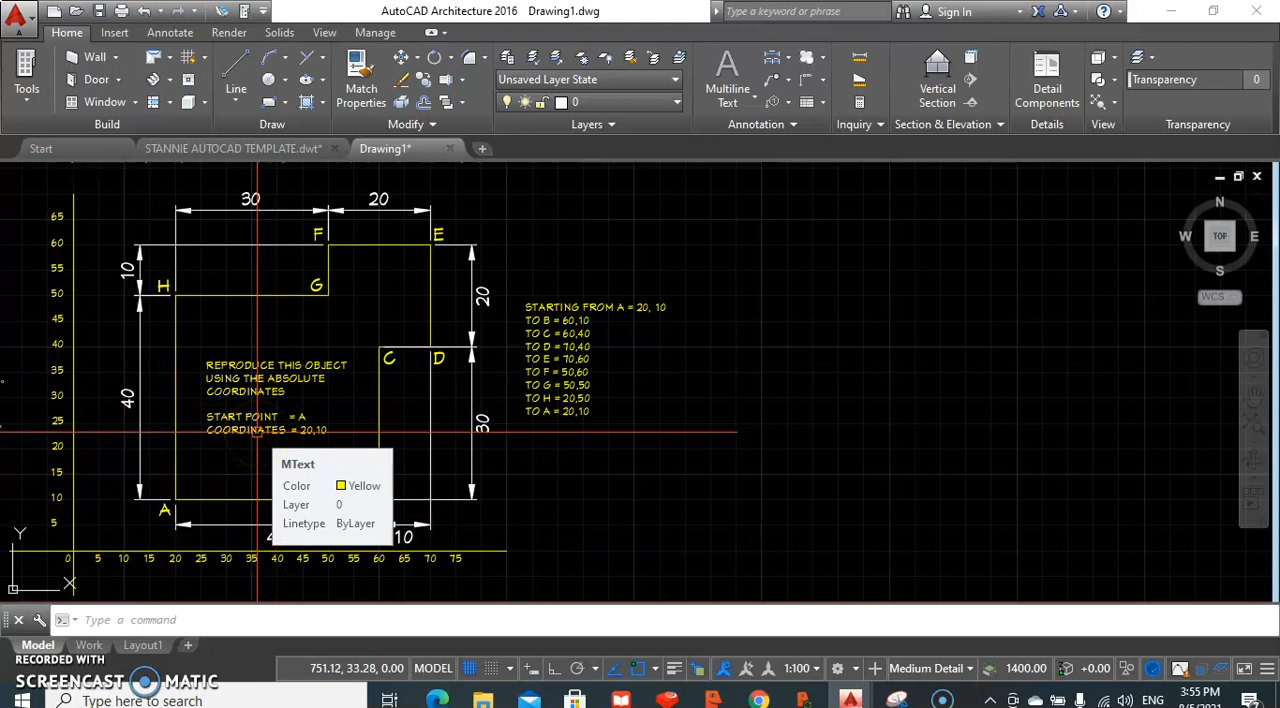 AutoCAD Architecture 2016 Drawing1.dwg
Type a keyword or phrase
Sign In
Home Insert Annotate Render Solids View Manage
Tools
Wall
Door
Window
Build
Line
Draw
Match
Properties
Modify
Unsaved Layer State
0
Layers
Multiline
Text
Annotation
Inquiry
Vertical
Section
Section & Elevation
Detail
Components
Details
View
Transparency 0
Transparency
Start
STANNIE AUTOCAD TEMPLATE.dwt*
Drawing1*
N
W TOP E
S
WCS
30 20
65
60
55
50
45
40
35
30
25
20
15
10
5
F E
H G
10
40
20
30
C D
A
REPRODUCE THIS OBJECT
USING THE ABSOLUTE
COORDINATES
START POINT = A
COORDINATES = 20,10
STARTING FROM A = 20, 10
TO B = 60,10
TO C = 60,40
TO D = 70,40
TO E = 70,60
TO F = 50,60
TO G = 50,50
TO H = 20,50
TO A = 20,10
MText
Color Yellow
Layer 0
Linetype ByLayer
10
Y
X
0 5 10 15 20 25 30 35 40 45 50 55 60 65 70 75
Type a command
Model Work Layout1
751.12, 33.28, 0.00 MODEL
1:100
Medium Detail
1400.00
+0.00
RECORDED WITH
SCREENCAST MATIC
Type here to search
ENG
3:55 PM